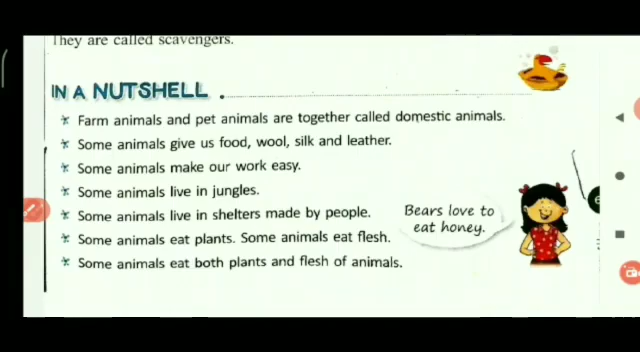 They are called scavengers.
IN A NUTSHELL
Farm animals and pet animals are together called domestic animals.
Some animals give us food, wool, silk and leather.
Some animals make our work easy.
Some animals live in jungles.
Some animals live in shelters made by people.
Bears love to
eat honey.
Some animals eat plants. Some animals eat flesh.
Some animals eat both plants and flesh of animals.